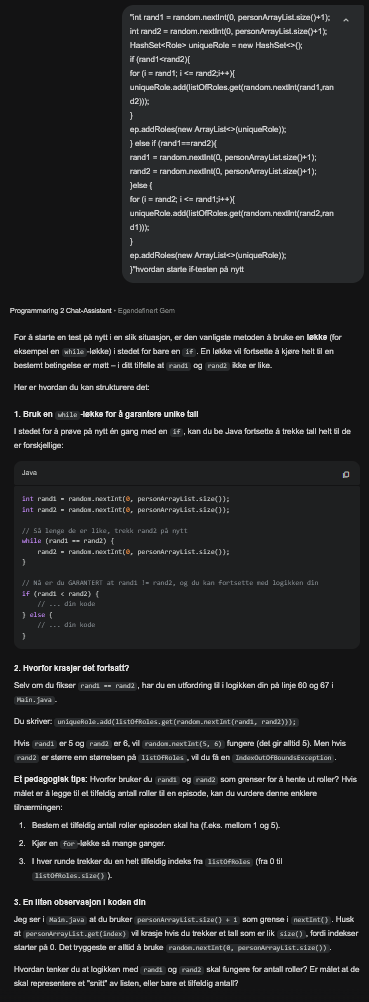 "int rand1 = random.nextInt(0, personArrayList.size()+1);
int rand2 = random.nextInt(0, personArrayList.size()+1);
HashSet<Role> uniqueRole = new HashSet<>();
if (rand1<rand2){
for (i = rand1; i <= rand2;i++){
uniqueRole.add(listOfRoles.get(random.nextInt(rand1,ran
d2)));
}
ep.addRoles(new ArrayList<>(uniqueRole));
} else if (rand1==rand2){
rand1 = random.nextInt(0, personArrayList.size()+1);
rand2 = random.nextInt(0, personArrayList.size()+1);
}else {
for (i = rand2; i <= rand1;i++){
uniqueRole.add(listOfRoles.get(random.nextInt(rand2,ran
d1)));
}
ep.addRoles(new ArrayList<>(uniqueRole));
}"hvordan starte if-testen på nytt
Programmering 2 Chat-Assistent • Egendefinert Gem
For å starte en test på nytt i en slik situasjon, er den vanligste metoden å bruke en løkke (for
eksempel en while -løkke) i stedet for bare en if . En løkke vil fortsette å kjøre helt til en
bestemt betingelse er møtt – i ditt tilfelle at rand1 og rand2 ikke er like.
Her er hvordan du kan strukturere det:
1. Bruk en while -løkke for å garantere unike tall
I stedet for å prøve på nytt én gang med en if , kan du be Java fortsette å trekke tall helt til de
er forskjellige:
Java
int rand1 = random.nextInt(0, personArrayList.size());
int rand2 = random.nextInt(0, personArrayList.size());
// Så lenge de er like, trekk rand2 på nytt
while (rand1 == rand2) {
rand2 = random.nextInt(0, personArrayList.size());
}
// Nå er du GARANTERT at rand1 != rand2, og du kan fortsette med logikken din
if (rand1 < rand2) {
// ... din kode
} else {
// ... din kode
}
2. Hvorfor krasjer det fortsatt?
Selv om du fikser rand1 == rand2 , har du en utfordring til i logikken din på linje 60 og 67 i
Main.java .
Du skriver: uniqueRole.add(listOfRoles.get(random.nextInt(rand1, rand2)));
Hvis rand1 er 5 og rand2 er 6, vil random.nextInt(5, 6) fungere (det gir alltid 5). Men hvis
rand2 er større enn størrelsen på listOfRoles , vil du få en IndexOutOfBoundsException .
Et pedagogisk tips: Hvorfor bruker du rand1 og rand2 som grenser for å hente ut roller? Hvis
målet er å legge til et tilfeldig antall roller til en episode, kan du vurdere denne enklere
tilnærmingen:
1. Bestem et tilfeldig antall roller episoden skal ha (f.eks. mellom 1 og 5).
2. Kjør en for -løkke så mange ganger.
3. I hver runde trekker du en helt tilfeldig indeks fra listOfRoles (fra 0 til
listOfRoles.size() ).
3. En liten observasjon i koden din
Jeg ser i Main.java at du bruker personArrayList.size() + 1 som grense i nextInt() . Husk
at personArrayList.get(index) vil krasje hvis du trekker et tall som er lik size() , fordi indekser
starter på 0. Det tryggeste er alltid å bruke random.nextInt(0, personArrayList.size()) .
Hvordan tenker du at logikken med rand1 og rand2 skal fungere for antall roller? Er målet at de
skal representere et "snitt" av listen, eller bare et tilfeldig antall?